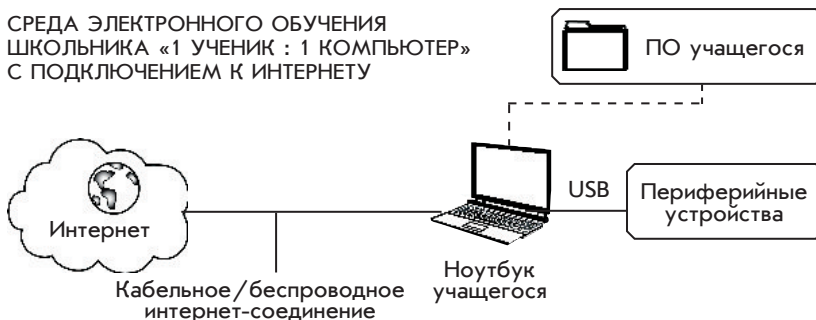 СРЕДА ЭЛЕКТРОННОГО ОБУЧЕНИЯ
ШКОЛЬНИКА «1 УЧЕНИК : 1 КОМПЬЮТЕР»
С ПОДКЛЮЧЕНИЕМ К ИНТЕРНЕТУ
ПО учащегося
Интернет
USB
Периферийные
устройства
Ноутбук
учащегося
Кабельное/беспроводное
интернет-соединение